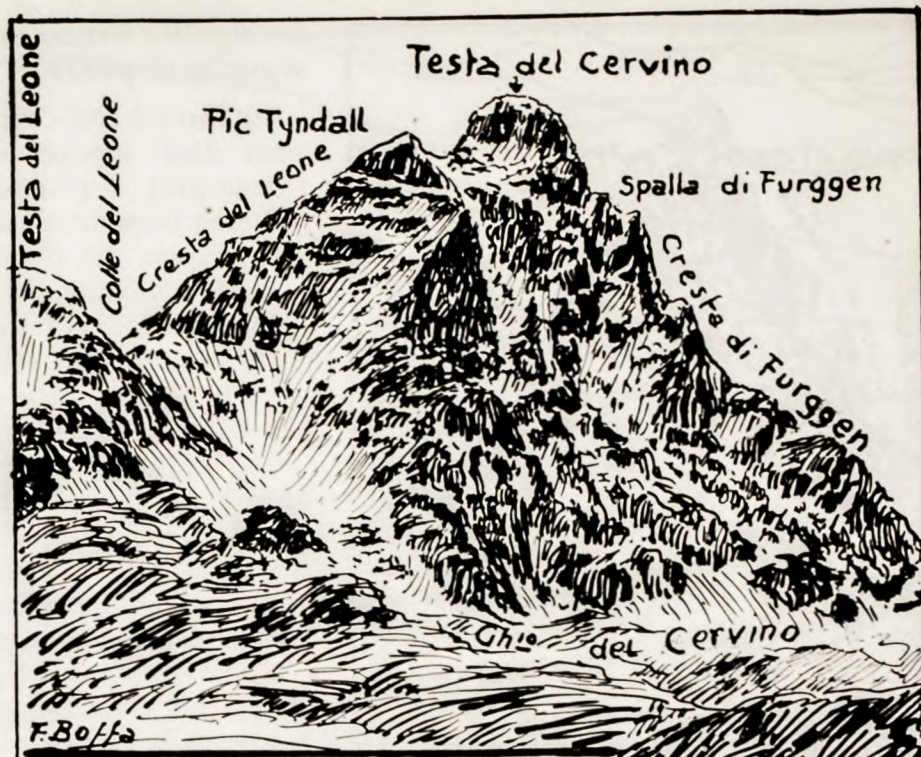 Testa del Cervino
Testa del Leone
Colle del Leone
Pic Tyndall
Cresta del Leone
Spalla di Furggen
Cresta di Furggen
Ghio del Cervino
F. Boffa